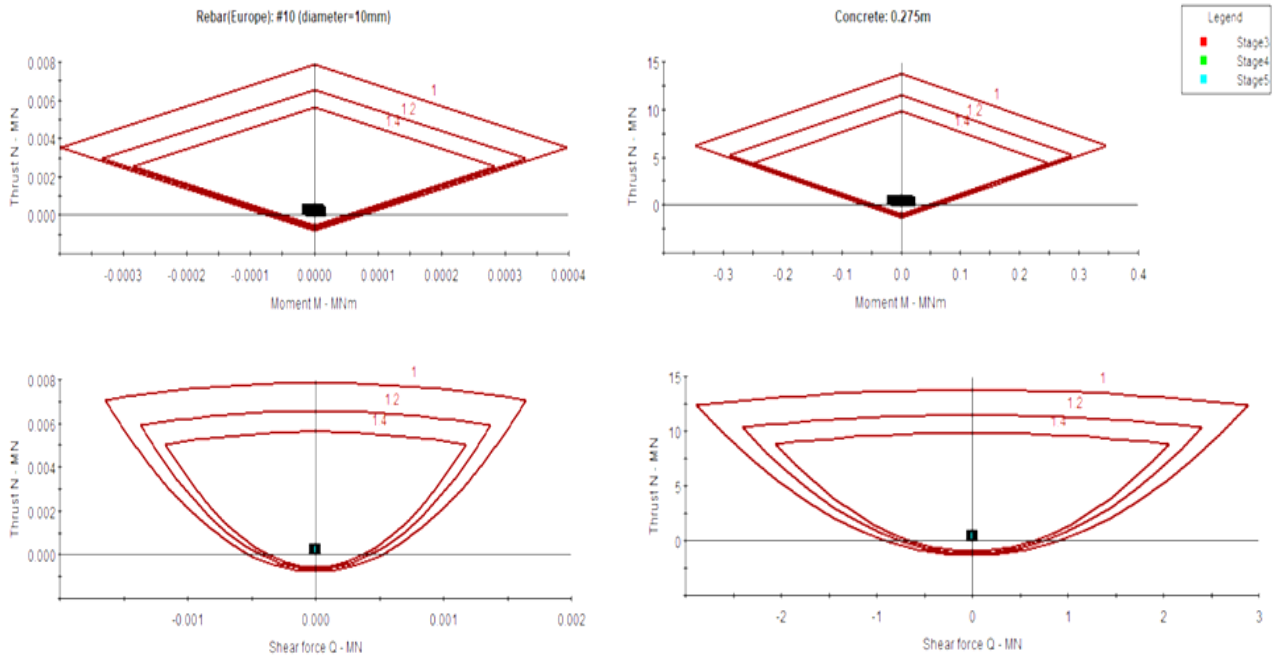 Rebar(Europe): #10 (diameter=10mm)
Concrete: 0.275m
Legend
Stage3
Stage4
Stage5
Thrust N - MN
0.008
0.006
0.004
0.002
0.000
1
1.2
1.4
-0.0003 -0.0002 -0.0001 0.0000 0.0001 0.0002 0.0003 0.0004
Moment M - MNm
Thrust N - MN
15
10
5
0
1
1.2
1.4
-0.3 -0.2 -0.1 0.0 0.1 0.2 0.3 0.4
Moment M - MNm
Thrust N - MN
0.008
0.006
0.004
0.002
0.000
1
1.2
1.4
-0.001 0.000 0.001 0.002
Shear force Q - MN
Thrust N - MN
15
10
5
0
1
1.2
1.4
-2 -1 0 1 2 3
Shear force Q - MN